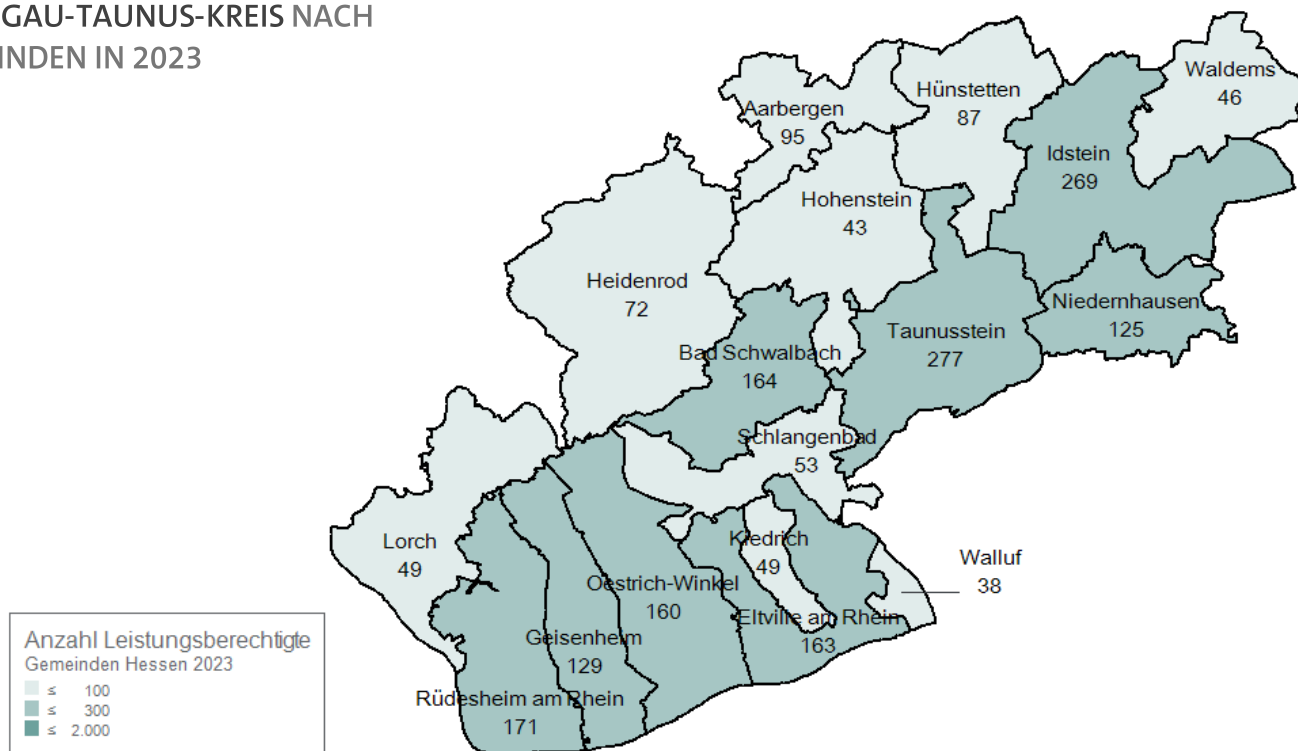 GAU-TAUNUS-KREIS NACH
INDEN IN 2023
Waldems
46
Hünstetten
87
Aarbergen
95
Idstein
269
Hohenstein
43
Heidenrod
72
Niedernhausen
125
Taunusstein
277
Bad Schwalbach
164
Schlangenbad
53
Lorch
49
Kiedrich
49
Walluf
38
Oestrich-Winkel
160
Eltville am Rhein
163
Geisenheim
129
Rüdesheim am Rhein
171
Anzahl Leistungsberechtigte
Gemeinden Hessen 2023
≤ 100
≤ 300
≤ 2.000